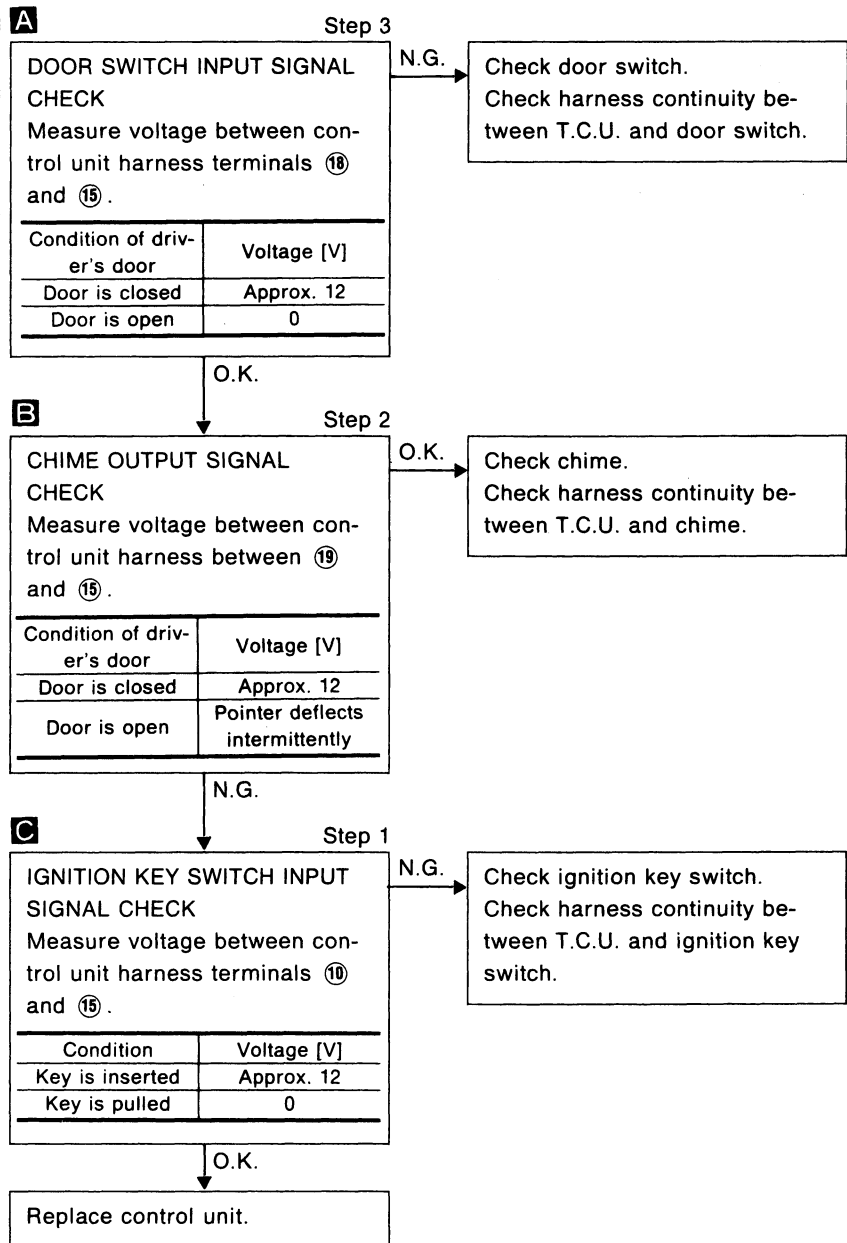 A
Step 3
DOOR SWITCH INPUT SIGNAL
CHECK
Measure voltage between con-
trol unit harness terminals ⑱
and ⑮.
Condition of driv-
er's door
Voltage [V]
Door is closed
Approx. 12
Door is open
0
N.G.
Check door switch.
Check harness continuity be-
tween T.C.U. and door switch.
O.K.
B
Step 2
CHIME OUTPUT SIGNAL
CHECK
Measure voltage between con-
trol unit harness between ⑲
and ⑮.
Condition of driv-
er's door
Voltage [V]
Door is closed
Approx. 12
Door is open
Pointer deflects
intermittently
O.K.
Check chime.
Check harness continuity be-
tween T.C.U. and chime.
N.G.
C
Step 1
IGNITION KEY SWITCH INPUT
SIGNAL CHECK
Measure voltage between con-
trol unit harness terminals ⑩
and ⑮.
Condition
Voltage [V]
Key is inserted
Approx. 12
Key is pulled
0
N.G.
Check ignition key switch.
Check harness continuity be-
tween T.C.U. and ignition key
switch.
O.K.
Replace control unit.